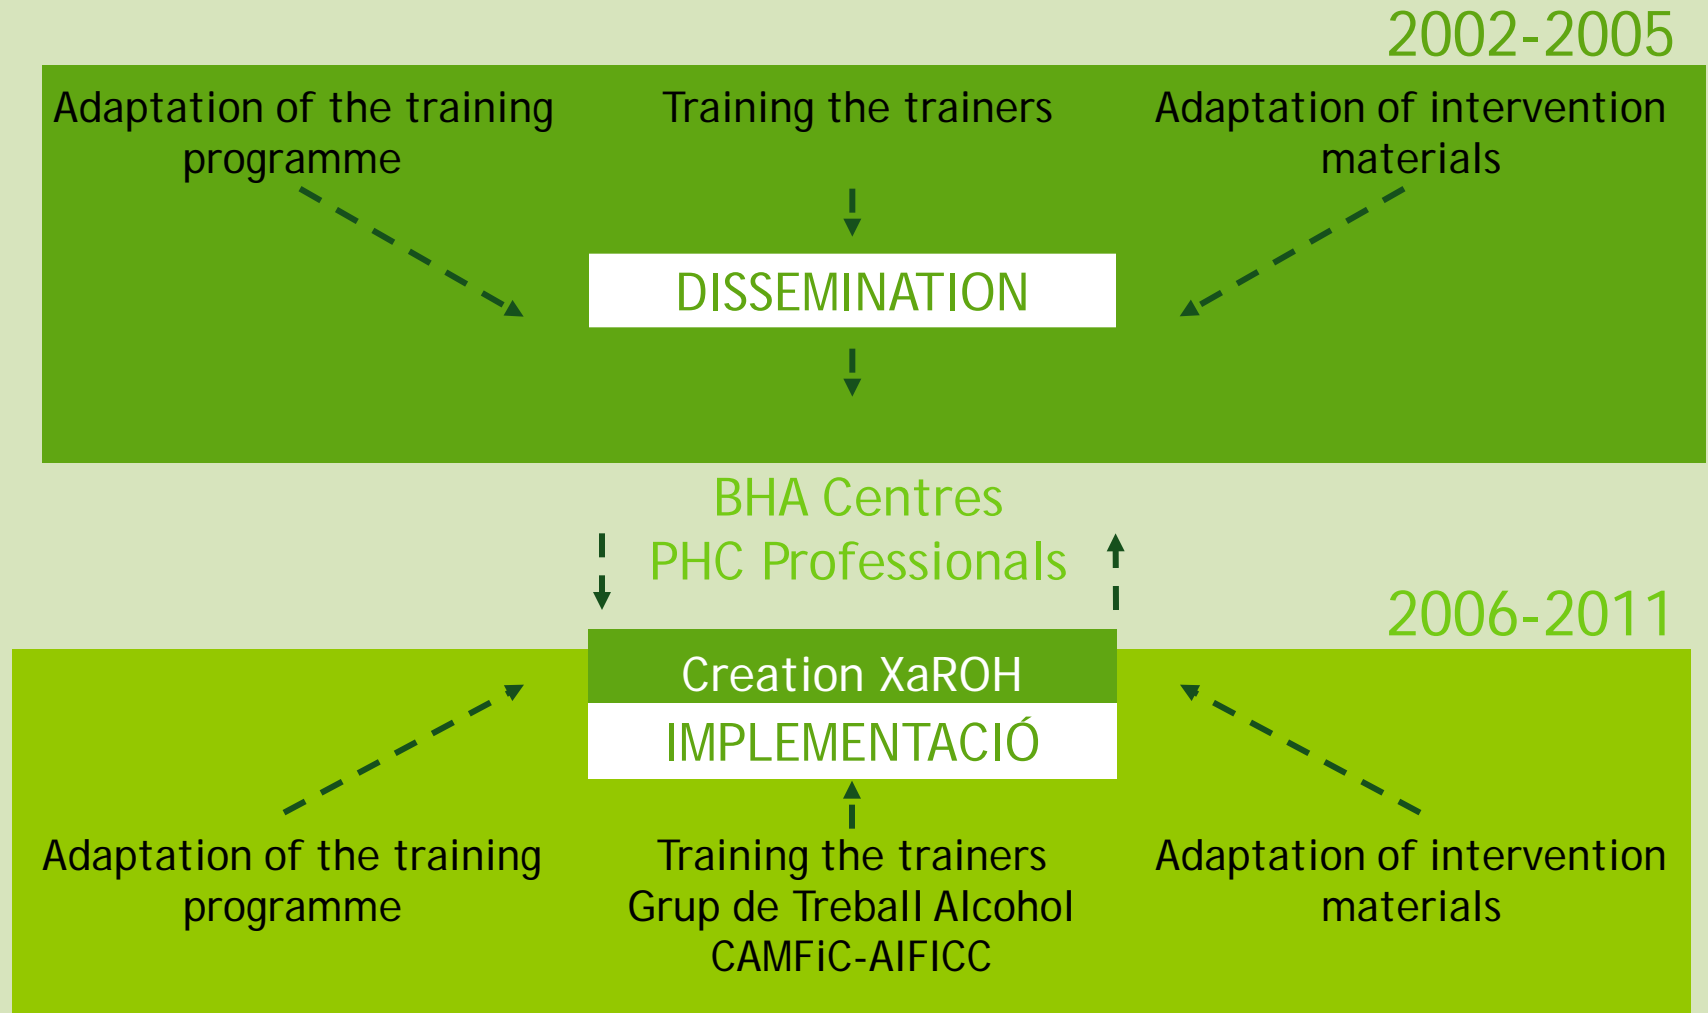 2002-2005
Adaptation of the training
programme
Training the trainers
Adaptation of intervention
materials
DISSEMINATION
BHA Centres
PHC Professionals
2006-2011
Creation XaROH
IMPLEMENTACIÓ
Adaptation of the training
programme
Training the trainers
Grup de Treball Alcohol
CAMFiC-AIFICC
Adaptation of intervention
materials